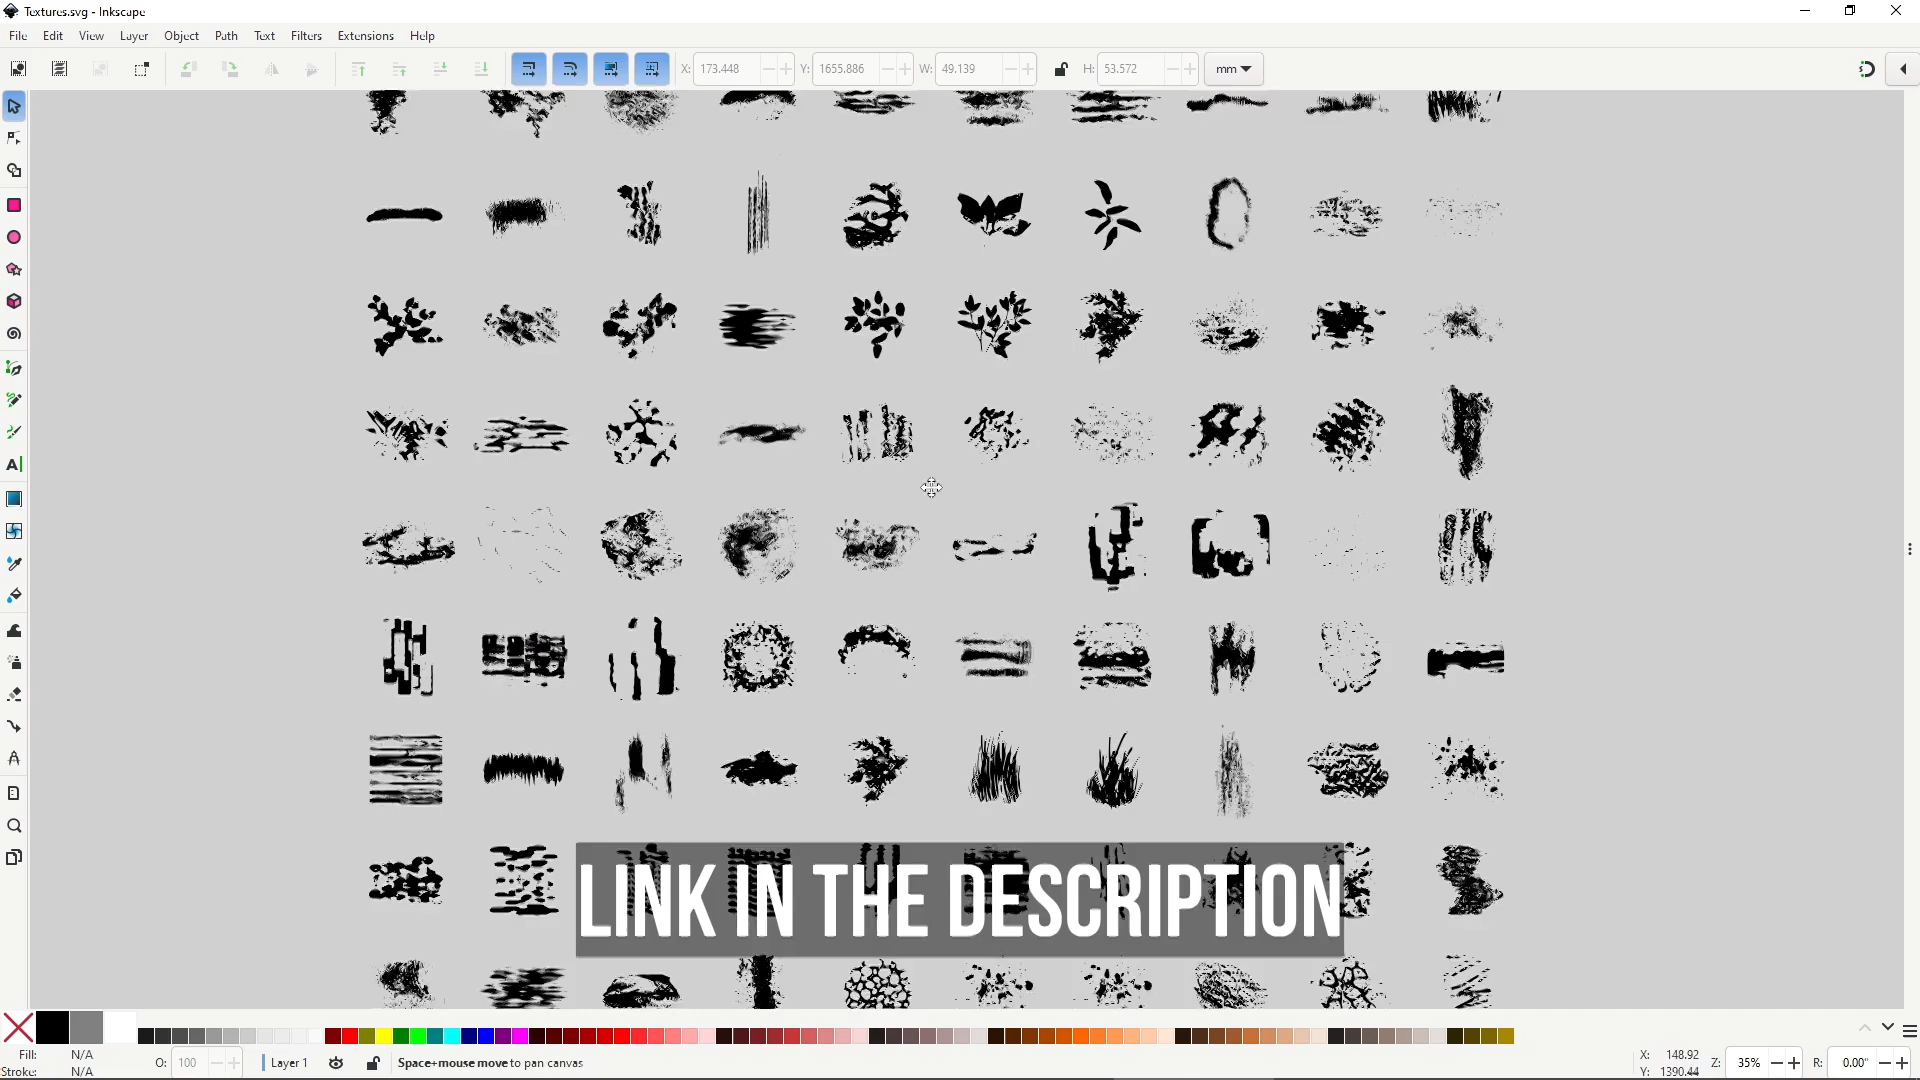 Textures.svg - Inkscape
File Edit View Layer Object Path Text Filters Extensions Help
X: 173.448 Y: 1655.886 W: 49.139 H: 53.572 mm
A
LINK IN THE DESCRIPTION
Fill: N/A O: 100 Layer 1 Space+mouse move to pan canvas X: 148.92 Z: 35% R: 0.00°
Stroke: N/A Y: 1390.44